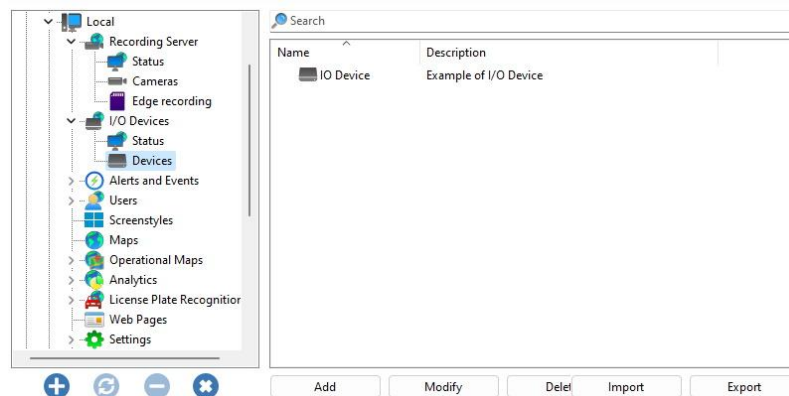 Local
Recording Server
Status
Cameras
Edge recording
I/O Devices
Status
Devices
Alerts and Events
Users
Screenstyles
Maps
Operational Maps
Analytics
License Plate Recognitior
Web Pages
Settings
Search
Name Description
IO Device Example of I/O Device
Add Modify Delet Import Export